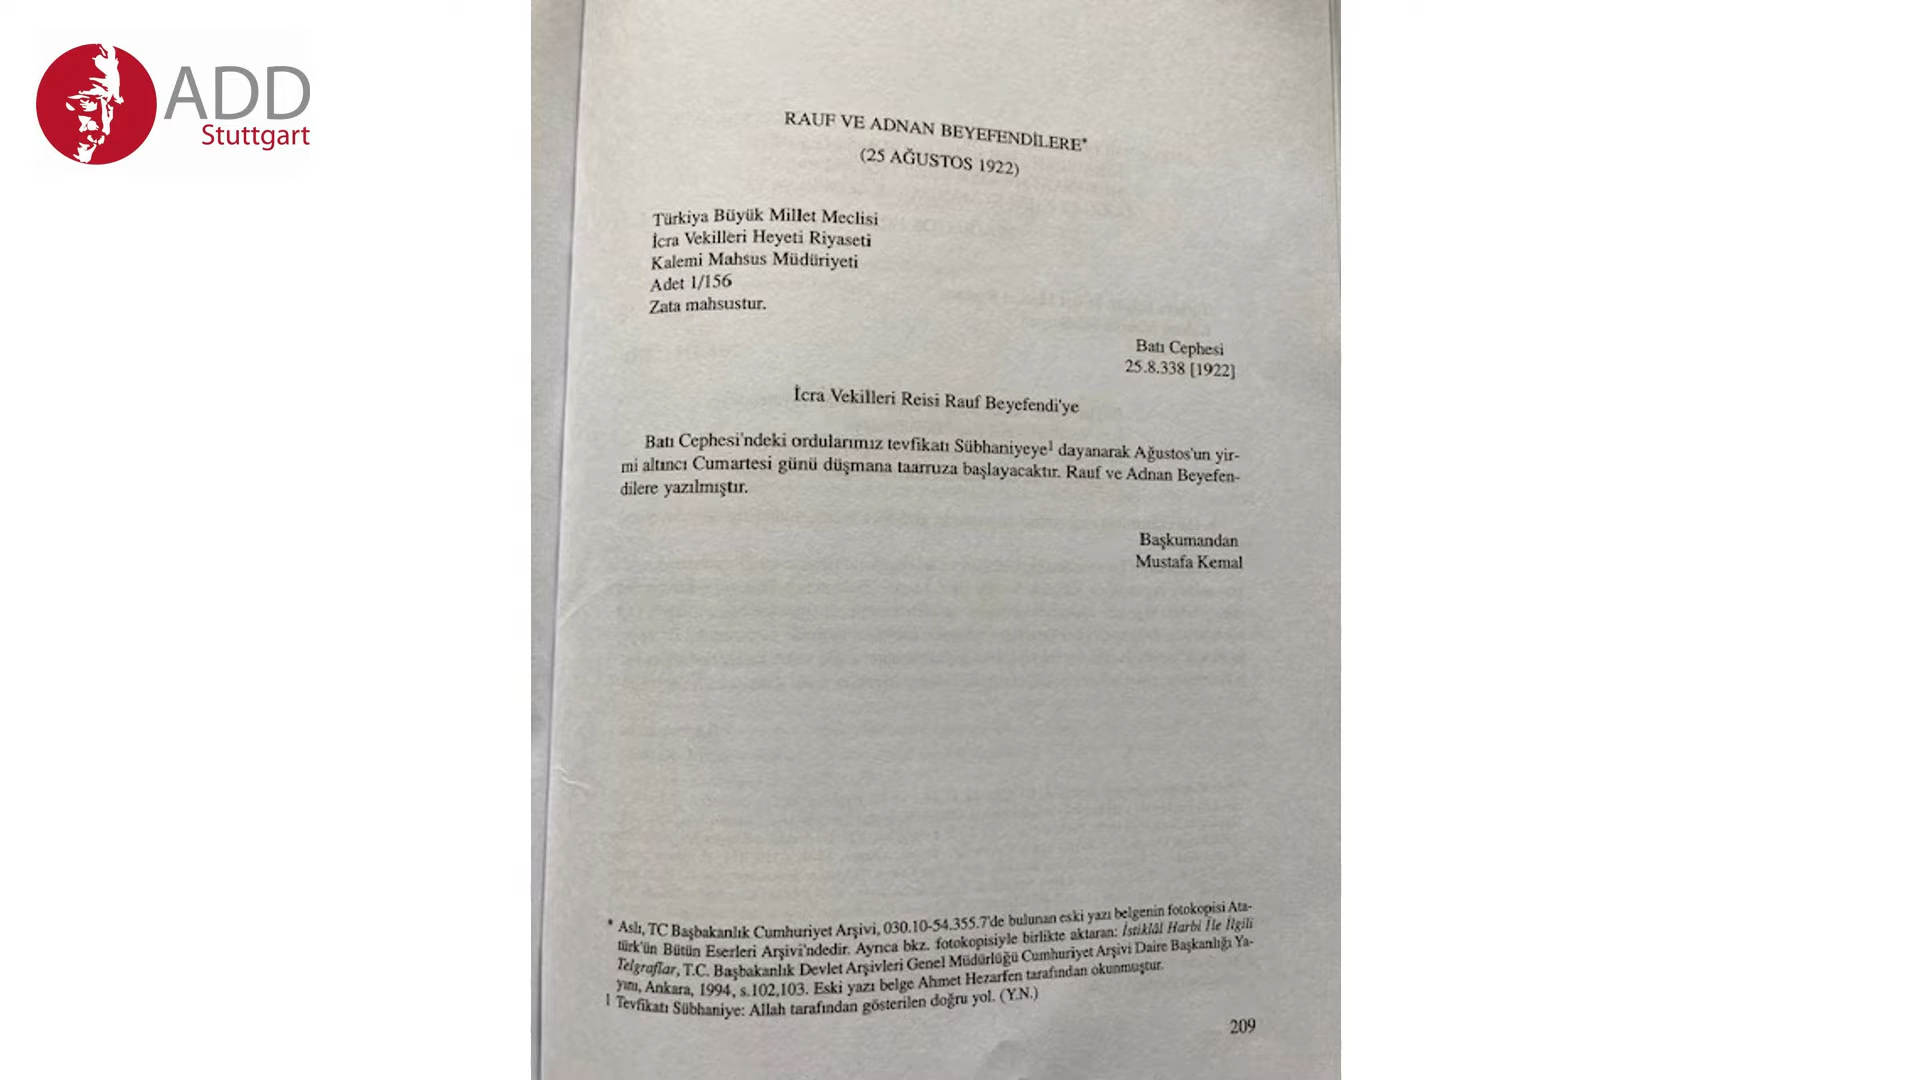 ADD
Stuttgart
RAUF VE ADNAN BEYEFENDİLERE*
(25 AĞUSTOS 1922)
Türkiya Büyük Millet Meclisi
İcra Vekilleri Heyeti Riyaseti
Kalemi Mahsus Müdüriyeti
Adet 1/156
Zata mahsustur.
Batı Cephesi
25.8.338 [1922]
İcra Vekilleri Reisi Rauf Beyefendi'ye
Batı Cephesi'ndeki ordularımız tevfikatı Sübhaniyeye¹ dayanarak Ağustos'un yir-
mi altıncı Cumartesi günü düşmana taarruza başlayacaktır. Rauf ve Adnan Beyefen-
dilere yazılmıştır.
Başkumandan
Mustafa Kemal
* Aslı, TC Başbakanlık Cumhuriyet Arşivi, 030.10-54.355.7'de bulunan eski yazı belgenin fotokopisi Ata-
türk'ün Bütün Eserleri Arşivi'ndedir. Ayrıca bkz. fotokopisiyle birlikte aktaran: İstiklâl Harbi İle İlgili
Telgraflar, T.C. Başbakanlık Devlet Arşivleri Genel Müdürlüğü Cumhuriyet Arşivi Daire Başkanlığı Ya-
yını, Ankara, 1994, s.102,103. Eski yazı belge Ahmet Hezarfen tarafından okunmuştur.
1 Tevfikatı Sübhaniye: Allah tarafından gösterilen doğru yol. (Y.N.)
209